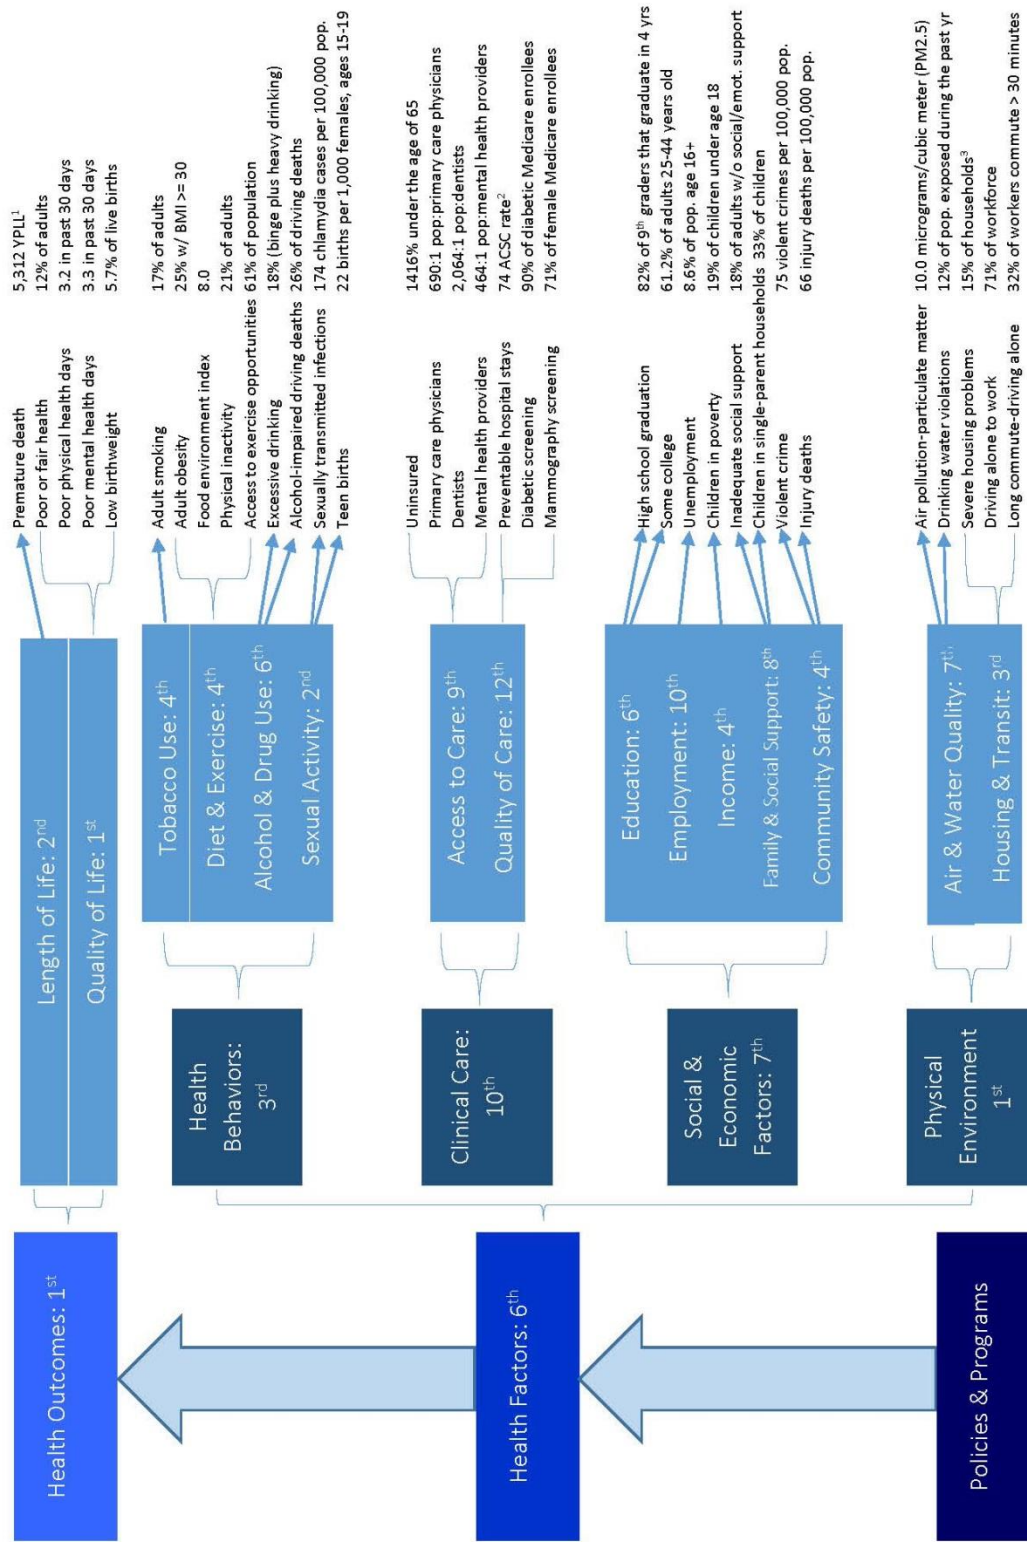 Health Outcomes: 1st
Length of Life: 2nd
Quality of Life: 1st
Premature death 5,312 YPLL1
Poor or fair health 12% of adults
Poor physical health days 3.2 in past 30 days
Poor mental health days 3.3 in past 30 days
Low birthweight 5.7% of live births
Health Factors: 6th
Health
Behaviors:
3rd
Tobacco Use: 4th
Diet & Exercise: 4th
Alcohol & Drug Use: 6th
Sexual Activity: 2nd
Adult smoking 17% of adults
Adult obesity 25% w/ BMI >= 30
Food environment index 8.0
Physical inactivity 21% of adults
Access to exercise opportunities 61% of population
Excessive drinking 18% (binge plus heavy drinking)
Alcohol-impaired driving deaths 26% of driving deaths
Sexually transmitted infections 174 chlamydia cases per 100,000 pop.
Teen births 22 births per 1,000 females, ages 15-19
Clinical Care:
10th
Access to Care: 9th
Quality of Care: 12th
Uninsured 1416% under the age of 65
Primary care physicians 690:1 pop:primary care physicians
Dentists 2,064:1 pop:dentists
Mental health providers 464:1 pop:mental health providers
Preventable hospital stays 74 ACSC rate2
Diabetic screening 90% of diabetic Medicare enrollees
Mammography screening 71% of female Medicare enrollees
Social &
Economic
Factors: 7th
Education: 6th
Employment: 10th
Income: 4th
Family & Social Support: 8th
Community Safety: 4th
High school graduation 82% of 9th graders that graduate in 4 yrs
Some college 61.2% of adults 25-44 years old
Unemployment 8.6% of pop. age 16+
Children in poverty 19% of children under age 18
Inadequate social support 18% of adults w/o social/emot. support
Children in single-parent households 33% of children
Violent crime 75 violent crimes per 100,000 pop.
Injury deaths 66 injury deaths per 100,000 pop.
Policies & Programs
Physical
Environment
1st
Air & Water Quality: 7th
Housing & Transit: 3rd
Air pollution-particulate matter 10.0 micrograms/cubic meter (PM2.5)
Drinking water violations 12% of pop. exposed during the past yr
Severe housing problems 15% of households3
Driving alone to work 71% of workforce
Long commute-driving alone 32% of workers commute > 30 minutes